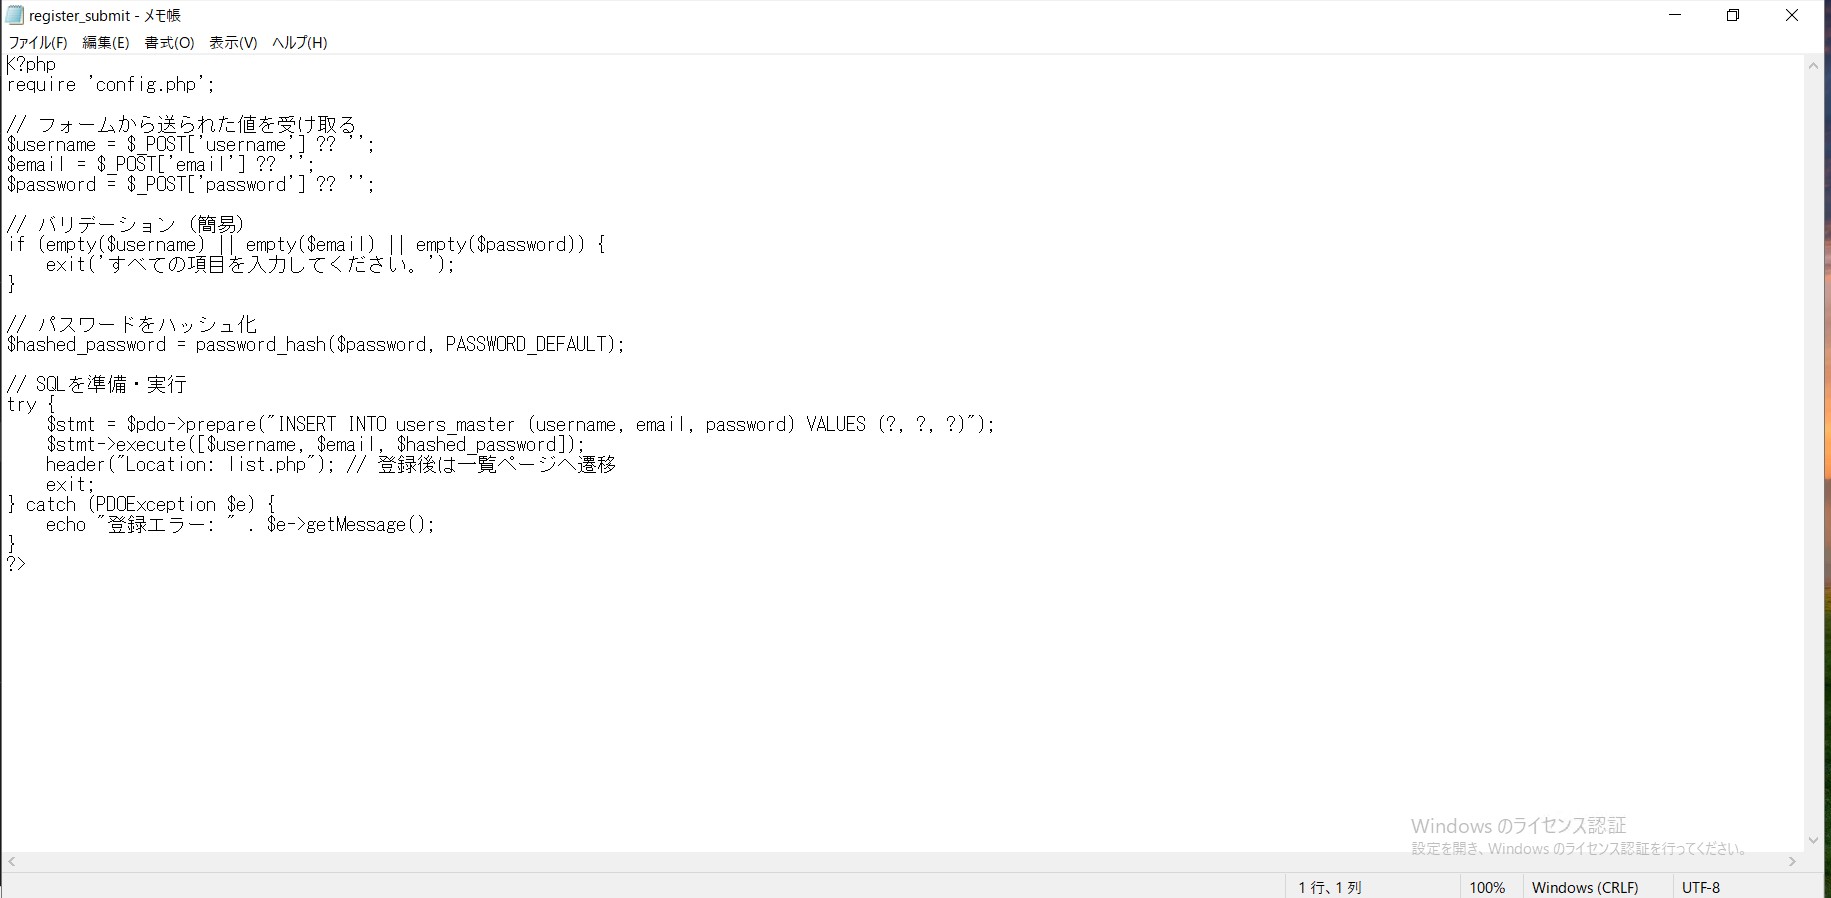 register_submit - メモ帳
ファイル(F) 編集(E) 書式(O) 表示(V) ヘルプ(H)
<?php
require 'config.php';
// フォームから送られた値を受け取る
$username = $_POST['username'] ?? '';
$email = $_POST['email'] ?? '';
$password = $_POST['password'] ?? '';
// バリデーション（簡易）
if (empty($username) || empty($email) || empty($password)) {
    exit('すべての項目を入力してください。');
}
// パスワードをハッシュ化
$hashed_password = password_hash($password, PASSWORD_DEFAULT);
// SQLを準備・実行
try {
    $stmt = $pdo->prepare("INSERT INTO users_master (username, email, password) VALUES (?, ?, ?)");
    $stmt->execute([$username, $email, $hashed_password]);
    header("Location: list.php"); // 登録後は一覧ページへ遷移
    exit;
} catch (PDOException $e) {
    echo "登録エラー: " . $e->getMessage();
}
?>
Windows のライセンス認証
設定を開き、Windows のライセンス認証を行ってください。
1 行、1 列 100% Windows (CRLF) UTF-8